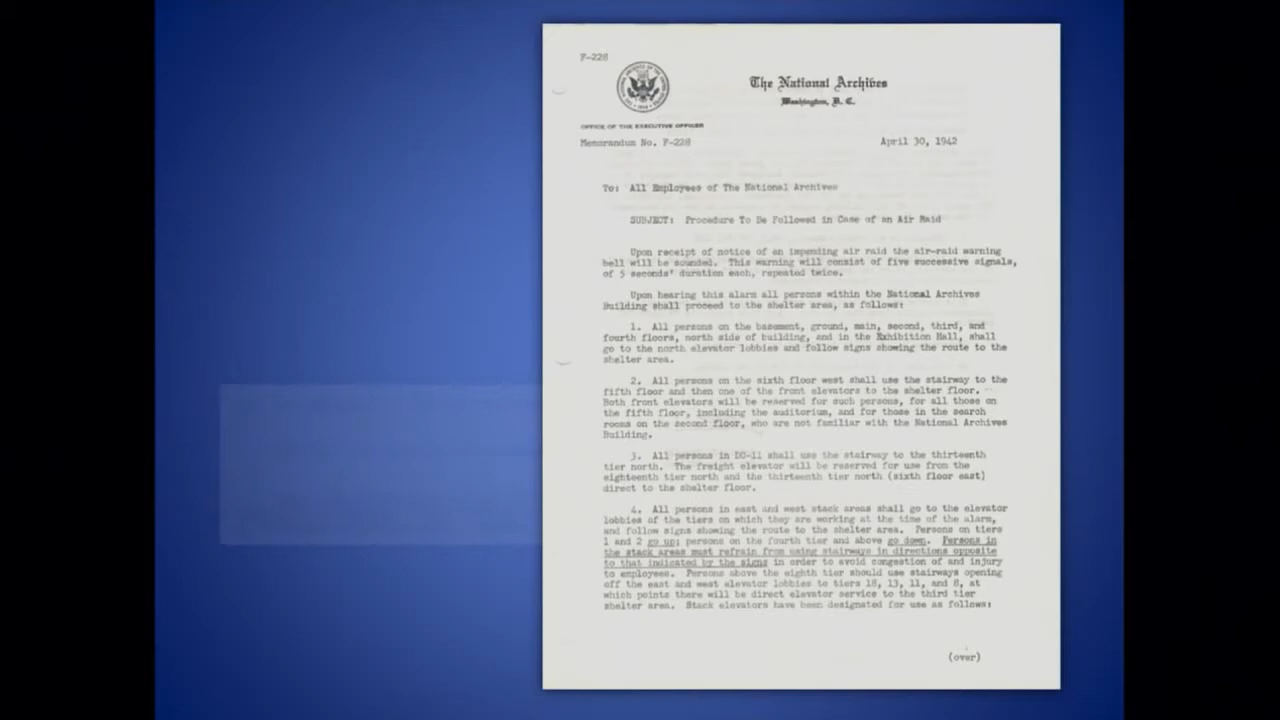 F-228
The National Archives
Washington, D. C.
OFFICE OF THE EXECUTIVE OFFICER
Memorandum No. F-228
April 30, 1942
To: All Employees of The National Archives
SUBJECT: Procedure To Be Followed in Case of an Air Raid
Upon receipt of notice of an impending air raid the air-raid warning
bell will be sounded. This warning will consist of five successive signals,
of 5 seconds' duration each, repeated twice.
Upon hearing this alarm all persons within the National Archives
Building shall proceed to the shelter area, as follows:
1. All persons on the basement, ground, main, second, third, and
fourth floors, north side of building, and in the Exhibition Hall, shall
go to the north elevator lobbies and follow signs showing the route to the
shelter area.
2. All persons on the sixth floor west shall use the stairway to the
fifth floor and then one of the front elevators to the shelter floor.
Both front elevators will be reserved for such persons, for all those on
the fifth floor, including the auditorium, and for those in the search
rooms on the second floor, who are not familiar with the National Archives
Building.
3. All persons in DC-11 shall use the stairway to the thirteenth
tier north. The freight elevator will be reserved for use from the
eighteenth tier north and the thirteenth tier north (sixth floor east)
direct to the shelter floor.
4. All persons in east and west stack areas shall go to the elevator
lobbies of the tiers on which they are working at the time of the alarm,
and follow signs showing the route to the shelter area. Persons on tiers
1 and 2 go up; persons on the fourth tier and above go down. Persons in
the stack areas must refrain from using stairways in directions opposite
to that indicated by the signs in order to avoid congestion of and injury
to employees. Persons above the eighth tier should use stairways opening
off the east and west elevator lobbies to tiers 18, 13, 11, and 8, at
which points there will be direct elevator service to the third tier
shelter area. Stack elevators have been designated for use as follows:
(over)